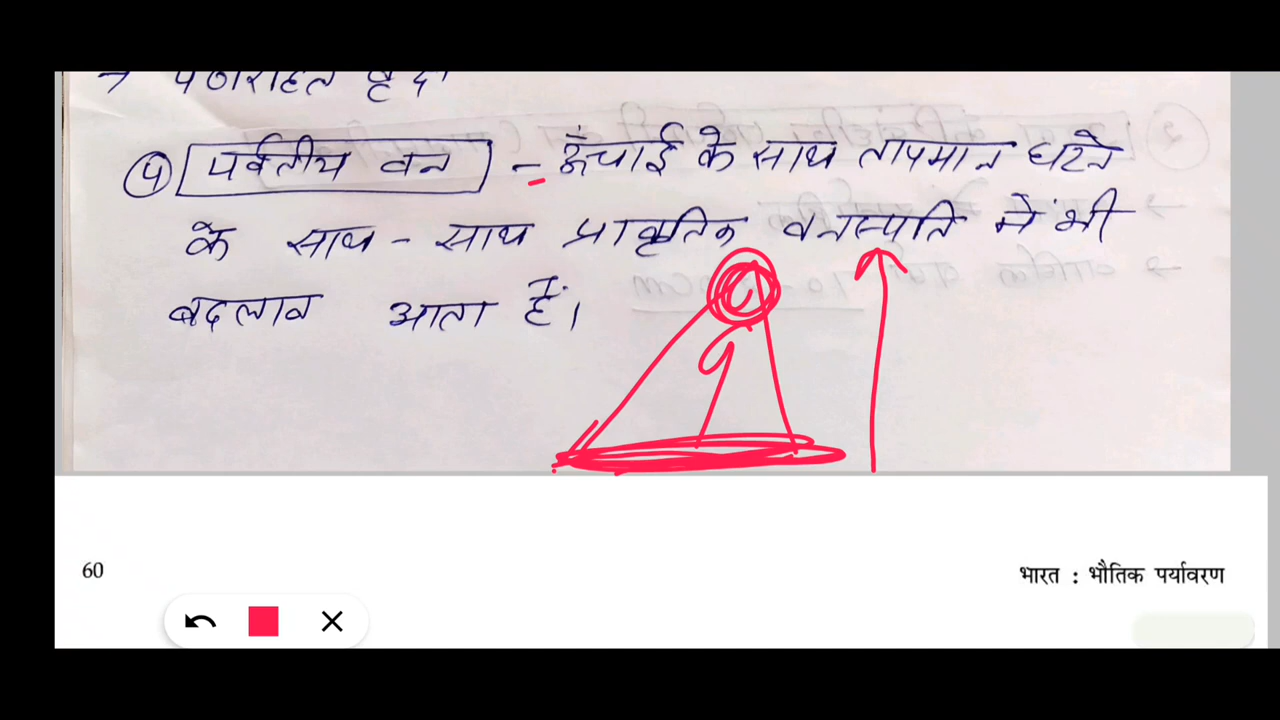 ④ पर्वतीय वन - ऊँचाई के साथ तापमान घटने
के साथ - साथ प्राकृतिक वनस्पति में भी
बदलाव आता हैं।
60
भारत : भौतिक पर्यावरण